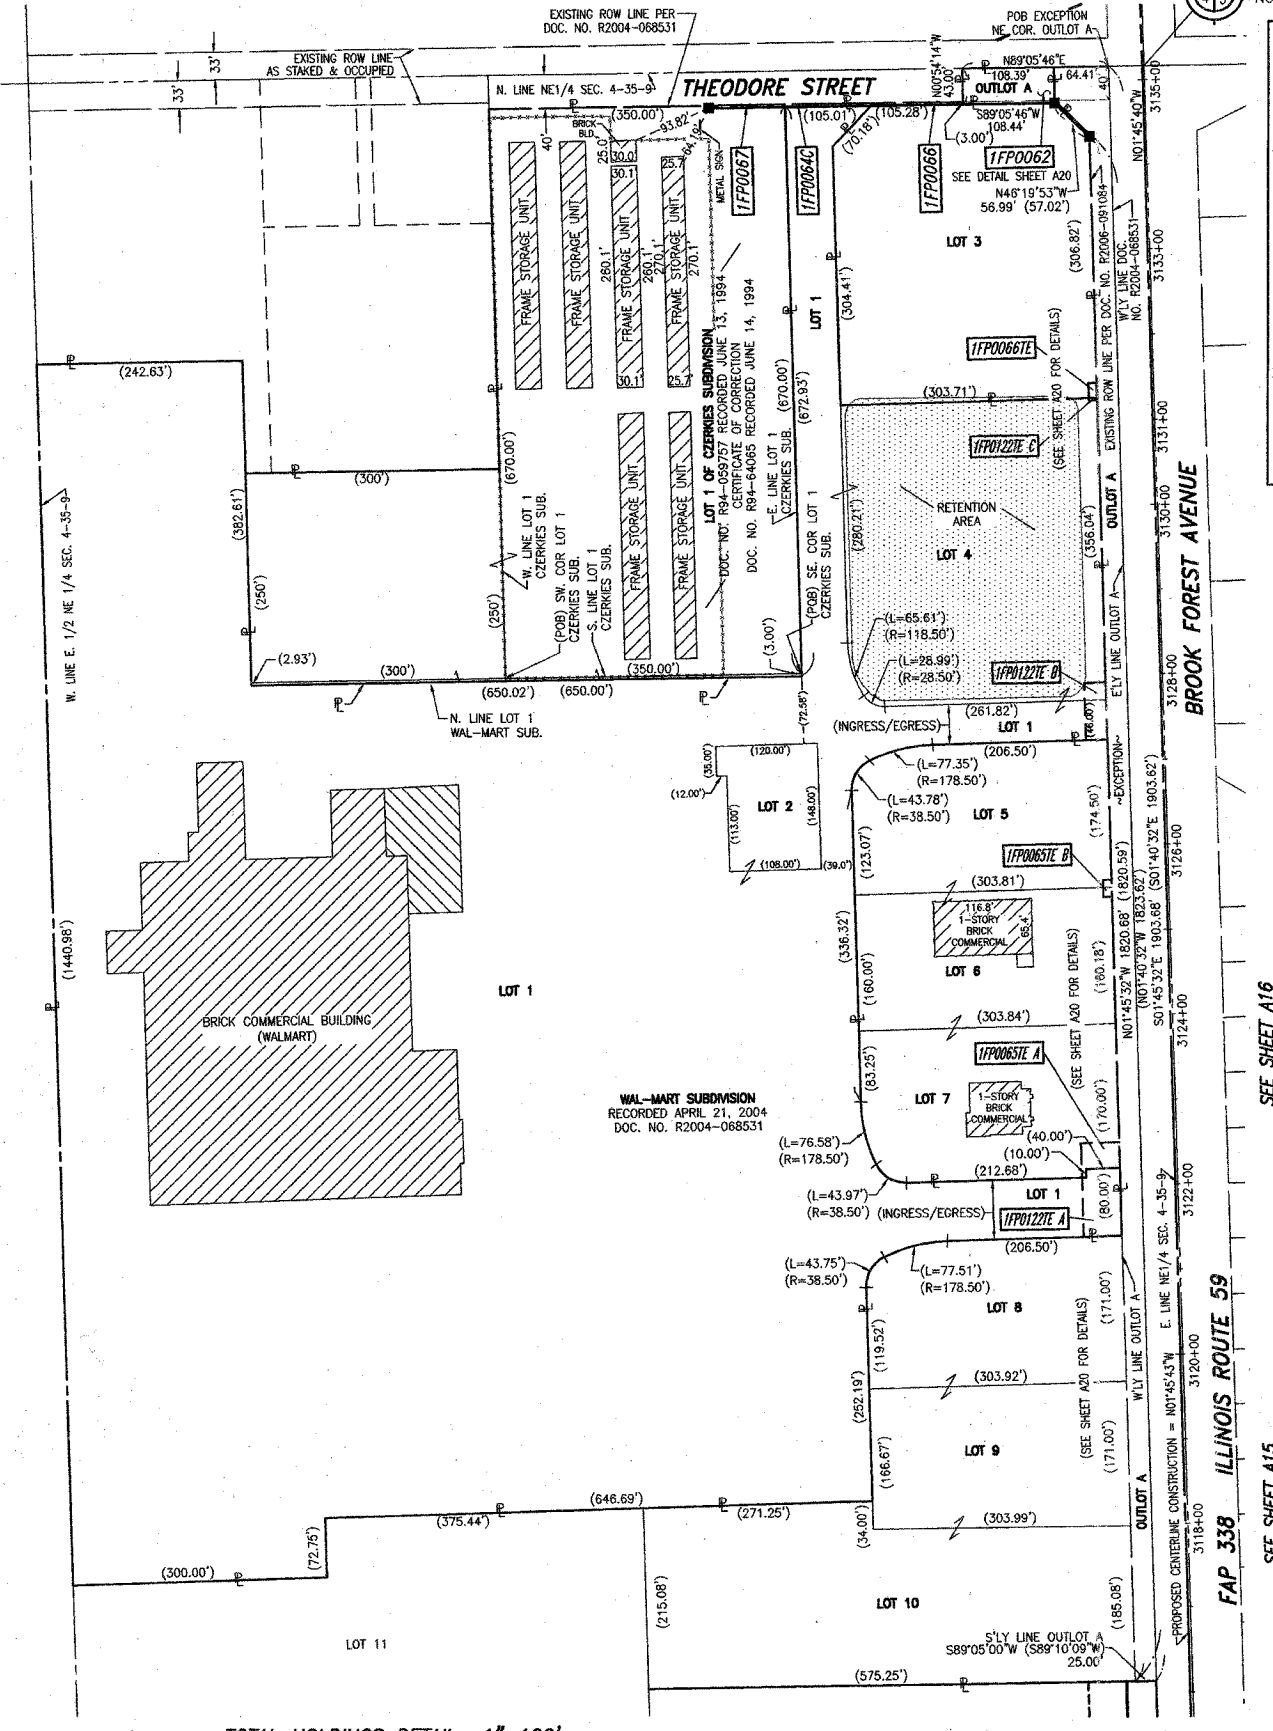 EXISTING ROW LINE PER
DOC. NO. R2004-068531
POB EXCEPTION
NE COR. OUTLOT A
33'
33'
EXISTING ROW LINE
AS STAKED & OCCUPIED
N. LINE NE1/4 SEC. 4-35-9
THEODORE STREET
N00°54'14"W
43.00'
N89°05'46"E
108.39'
64.41'
40'
OUTLOT A
3135+00
(350.00')
93.82'
64.19'
(105.01')
(105.28')
(70.18')
S89°05'46"W
108.44'
(3.00')
1FP0062
SEE DETAIL SHEET A20
N46°19'53"W
56.99' (57.02')
N01°45'40"W
BRICK
BLD.
40'
25.0'
30.0'
30.1'
25.7'
METAL SIGN
1FP0067
1FP0064C
1FP0066
LOT 3
(306.82')
EXISTING ROW LINE PER DOC. NO. R2006-091084
W'LY LINE DOC.
NO. R2004-068531
3133+00
FRAME STORAGE UNIT
FRAME STORAGE UNIT
FRAME STORAGE UNIT
FRAME STORAGE UNIT
260.1'
260.1'
270.1'
270.1'
30.1'
25.7'
LOT 1
(304.41')
1FP0066TE
(SEE SHEET A20 FOR DETAILS)
(242.63')
(670.00')
(672.93')
(303.71')
1FP0122TE C
3131+00
LOT 1 OF CZERKIES SUBDIVISION
DOC. NO. R94-059757 RECORDED JUNE 13, 1994
CERTIFICATE OF CORRECTION
DOC. NO. R94-64065 RECORDED JUNE 14, 1994
E. LINE LOT 1
CZERKIES SUB.
(300')
(670.00')
(382.61')
(250')
(250')
W. LINE E. 1/2 NE 1/4 SEC. 4-35-9
W. LINE LOT 1
CZERKIES SUB.
(POB) SW. COR LOT 1
CZERKIES SUB.
S. LINE LOT 1
CZERKIES SUB.
FRAME STORAGE UNIT
FRAME STORAGE UNIT
(POB) SE. COR LOT 1
CZERKIES SUB.
(280.21')
RETENTION
AREA
LOT 4
(356.04')
OUTLOT A
3130+00
BROOK FOREST AVENUE
(L=65.61')
(R=118.50')
(L=28.99')
(R=28.50')
1FP0122TE B
E'LY LINE OUTLOT A
3128+00
(2.93')
(300')
(350.00')
(3.00')
(650.02')
(650.00')
N. LINE LOT 1
WAL-MART SUB.
(72.58')
(261.82')
(INGRESS/EGRESS)
LOT 1
(46.00')
(206.50')
(35.00')
(120.00')
(12.00')
LOT 2
(113.00')
(148.00')
(108.00')
(39.0')
(L=77.35')
(R=178.50')
(L=43.78')
(R=38.50')
LOT 5
(174.50')
EXCEPTION
(123.07')
1FP0065TE B
3126+00
(303.81')
116.8'
1-STORY
BRICK
COMMERCIAL
65.4'
(336.32')
(160.00')
LOT 6
(160.18')
N01°45'32"W 1820.68' (1820.59')
(N01°40'32"W 1823.62')
S01°45'32"E 1903.68' (S01°40'32"E 1903.62')
(1440.98')
LOT 1
BRICK COMMERCIAL BUILDING
(WALMART)
(303.84')
(SEE SHEET A20 FOR DETAILS)
3124+00
SEE SHEET A16
1FP0065TE A
(83.25')
LOT 7
1-STORY
BRICK
COMMERCIAL
(170.00')
WAL-MART SUBDIVISION
RECORDED APRIL 21, 2004
DOC. NO. R2004-068531
(L=76.58')
(R=178.50')
(40.00')
(10.00')
(212.68')
LOT 1
(80.00')
3122+00
(L=43.97')
(R=38.50')
(INGRESS/EGRESS)
1FP0122TE A
(206.50')
E. LINE NE1/4 SEC. 4-35-9
(L=43.75')
(R=38.50')
(L=77.51')
(R=178.50')
LOT 8
(171.00')
W'LY LINE OUTLOT A
(119.52')
(SEE SHEET A20 FOR DETAILS)
3120+00
(252.19')
(303.92')
FAP 338 ILLINOIS ROUTE 59
(166.67')
LOT 9
(171.00')
PROPOSED CENTERLINE CONSTRUCTION = N01°45'43"W
SEE SHEET A15
(646.69')
(375.44')
(271.25')
(34.00')
(303.99')
OUTLOT A
3118+00
(72.75')
(300.00')
(215.08')
LOT 10
(185.08')
LOT 11
S'LY LINE OUTLOT A
S89°05'00"W (S89°10'09"W)
25.00'
(575.25')